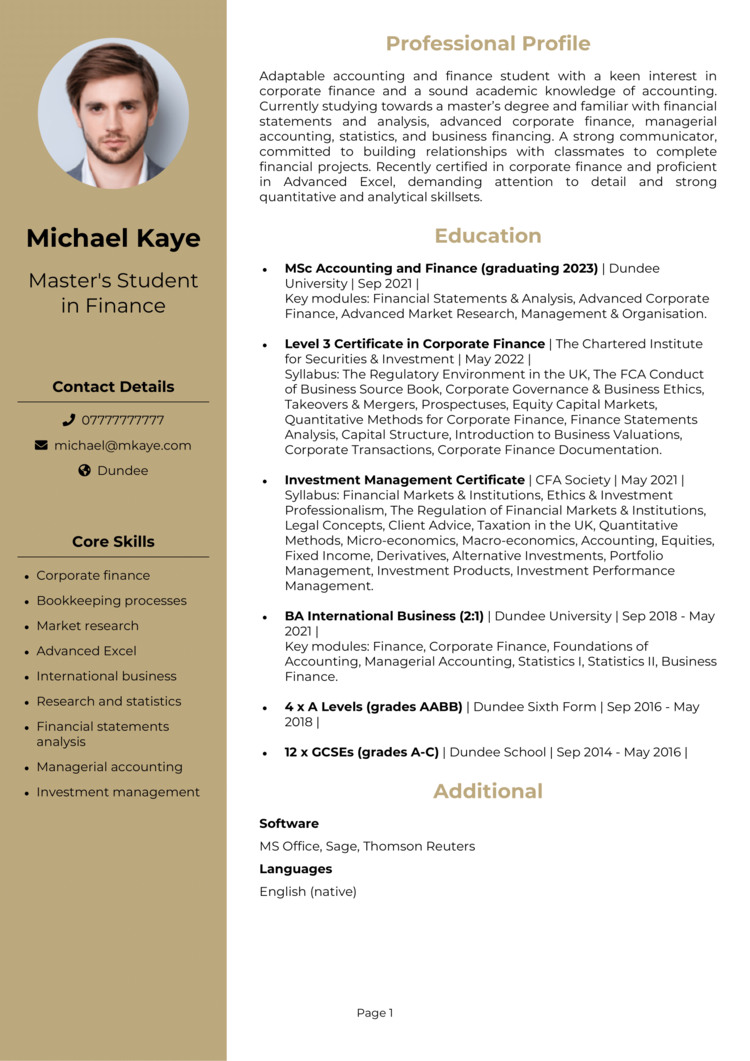 Michael Kaye
Master's Student
in Finance
Contact Details
07777777777
michael@mkaye.com
Dundee
Core Skills
• Corporate finance
• Bookkeeping processes
• Market research
• Advanced Excel
• International business
• Research and statistics
• Financial statements
analysis
• Managerial accounting
• Investment management
Professional Profile
Adaptable accounting and finance student with a keen interest in
corporate finance and a sound academic knowledge of accounting.
Currently studying towards a master's degree and familiar with financial
statements and analysis, advanced corporate finance, managerial
accounting, statistics, and business financing. A strong communicator,
committed to building relationships with classmates to complete
financial projects. Recently certified in corporate finance and proficient
in Advanced Excel, demanding attention to detail and strong
quantitative and analytical skillsets.
Education
• MSc Accounting and Finance (graduating 2023) | Dundee
University | Sep 2021 |
Key modules: Financial Statements & Analysis, Advanced Corporate
Finance, Advanced Market Research, Management & Organisation.
• Level 3 Certificate in Corporate Finance | The Chartered Institute
for Securities & Investment | May 2022 |
Syllabus: The Regulatory Environment in the UK, The FCA Conduct
of Business Source Book, Corporate Governance & Business Ethics,
Takeovers & Mergers, Prospectuses, Equity Capital Markets,
Quantitative Methods for Corporate Finance, Finance Statements
Analysis, Capital Structure, Introduction to Business Valuations,
Corporate Transactions, Corporate Finance Documentation.
• Investment Management Certificate | CFA Society | May 2021 |
Syllabus: Financial Markets & Institutions, Ethics & Investment
Professionalism, The Regulation of Financial Markets & Institutions,
Legal Concepts, Client Advice, Taxation in the UK, Quantitative
Methods, Micro-economics, Macro-economics, Accounting, Equities,
Fixed Income, Derivatives, Alternative Investments, Portfolio
Management, Investment Products, Investment Performance
Management.
• BA International Business (2:1) | Dundee University | Sep 2018 - May
2021 |
Key modules: Finance, Corporate Finance, Foundations of
Accounting, Managerial Accounting, Statistics I, Statistics II, Business
Finance.
• 4 x A Levels (grades AABB) | Dundee Sixth Form | Sep 2016 - May
2018 |
• 12 x GCSEs (grades A-C) | Dundee School | Sep 2014 - May 2016 |
Additional
Software
MS Office, Sage, Thomson Reuters
Languages
English (native)
Page 1